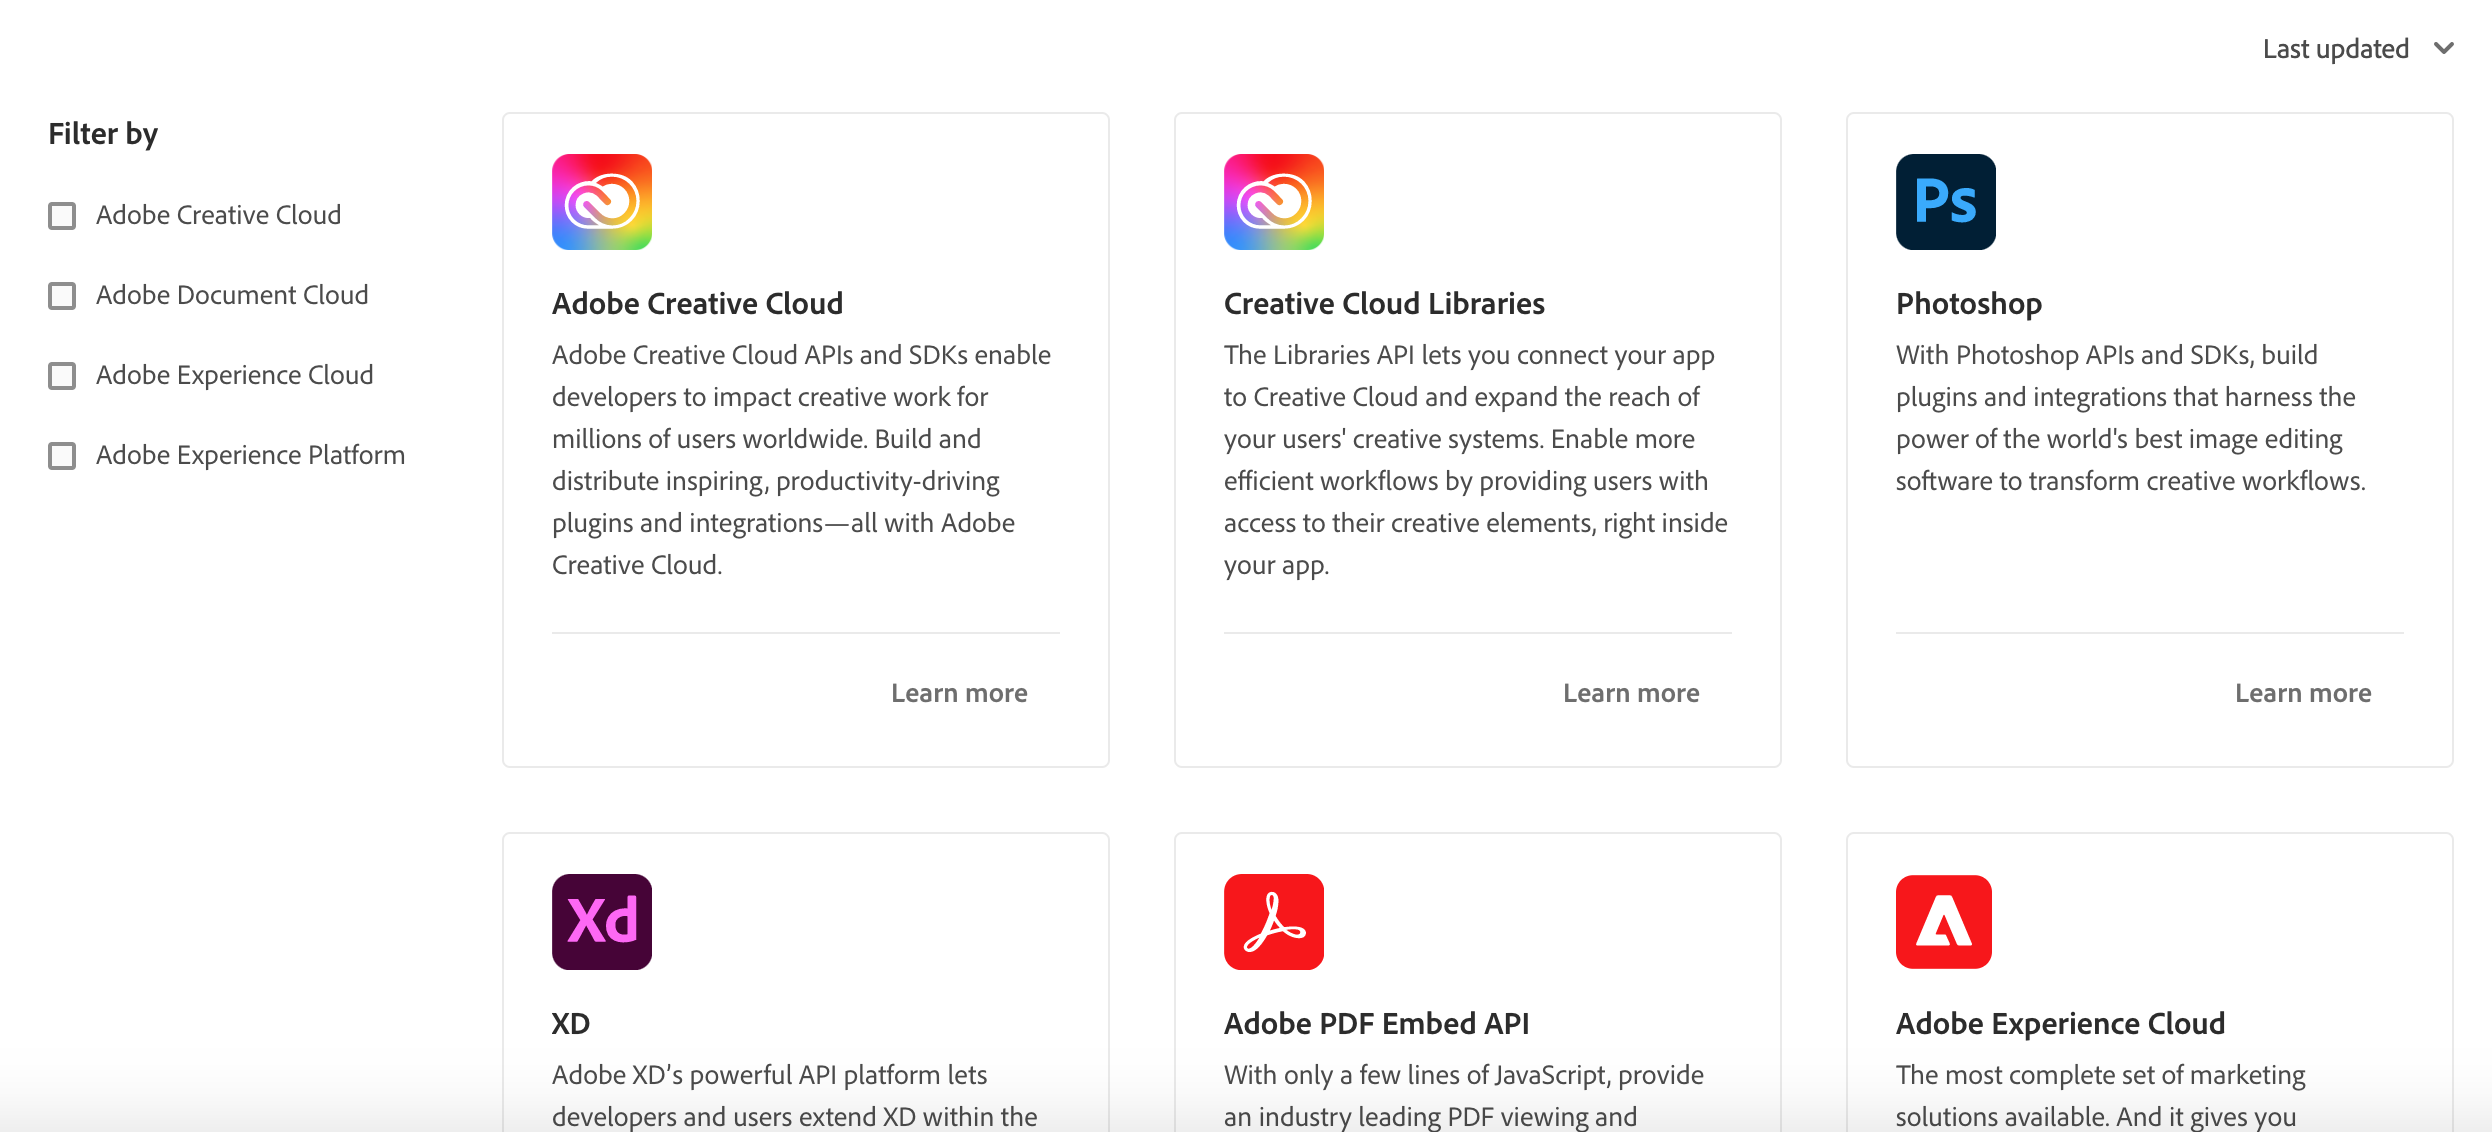 Last updated
Filter by
Adobe Creative Cloud
Adobe Document Cloud
Adobe Experience Cloud
Adobe Experience Platform
Adobe Creative Cloud
Adobe Creative Cloud APIs and SDKs enable
developers to impact creative work for
millions of users worldwide. Build and
distribute inspiring, productivity-driving
plugins and integrations—all with Adobe
Creative Cloud.
Learn more
Creative Cloud Libraries
The Libraries API lets you connect your app
to Creative Cloud and expand the reach of
your users' creative systems. Enable more
efficient workflows by providing users with
access to their creative elements, right inside
your app.
Learn more
Ps
Photoshop
With Photoshop APIs and SDKs, build
plugins and integrations that harness the
power of the world's best image editing
software to transform creative workflows.
Learn more
Xd
XD
Adobe XD’s powerful API platform lets
developers and users extend XD within the
Adobe PDF Embed API
With only a few lines of JavaScript, provide
an industry leading PDF viewing and
Adobe Experience Cloud
The most complete set of marketing
solutions available. And it gives you